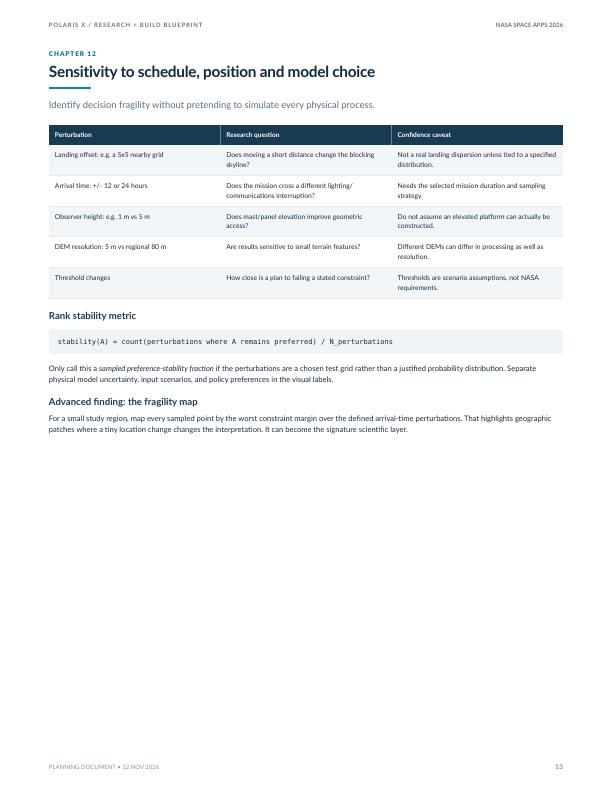 POLARIS X / RESEARCH + BUILD BLUEPRINT
NASA SPACE APPS 2026
CHAPTER 12
Sensitivity to schedule, position and model choice
Identify decision fragility without pretending to simulate every physical process.
Perturbation
Research question
Confidence caveat
Landing offset: e.g. a 5x5 nearby grid
Does moving a short distance change the blocking
skyline?
Not a real landing dispersion unless tied to a specified
distribution.
Arrival time: +/- 12 or 24 hours
Does the mission cross a different lighting/
communications interruption?
Needs the selected mission duration and sampling
strategy.
Observer height: e.g. 1 m vs 5 m
Does mast/panel elevation improve geometric
access?
Do not assume an elevated platform can actually be
constructed.
DEM resolution: 5 m vs regional 80 m
Are results sensitive to small terrain features?
Different DEMs can differ in processing as well as
resolution.
Threshold changes
How close is a plan to failing a stated constraint?
Thresholds are scenario assumptions, not NASA
requirements.
Rank stability metric
stability(A) = count(perturbations where A remains preferred) / N_perturbations
Only call this a sampled preference-stability fraction if the perturbations are a chosen test grid rather than a justified probability distribution. Separate
physical model uncertainty, input scenarios, and policy preferences in the visual labels.
Advanced finding: the fragility map
For a small study region, map every sampled point by the worst constraint margin over the defined arrival-time perturbations. That highlights geographic
patches where a tiny location change changes the interpretation. It can become the signature scientific layer.
PLANNING DOCUMENT • 12 NOV 2026
13